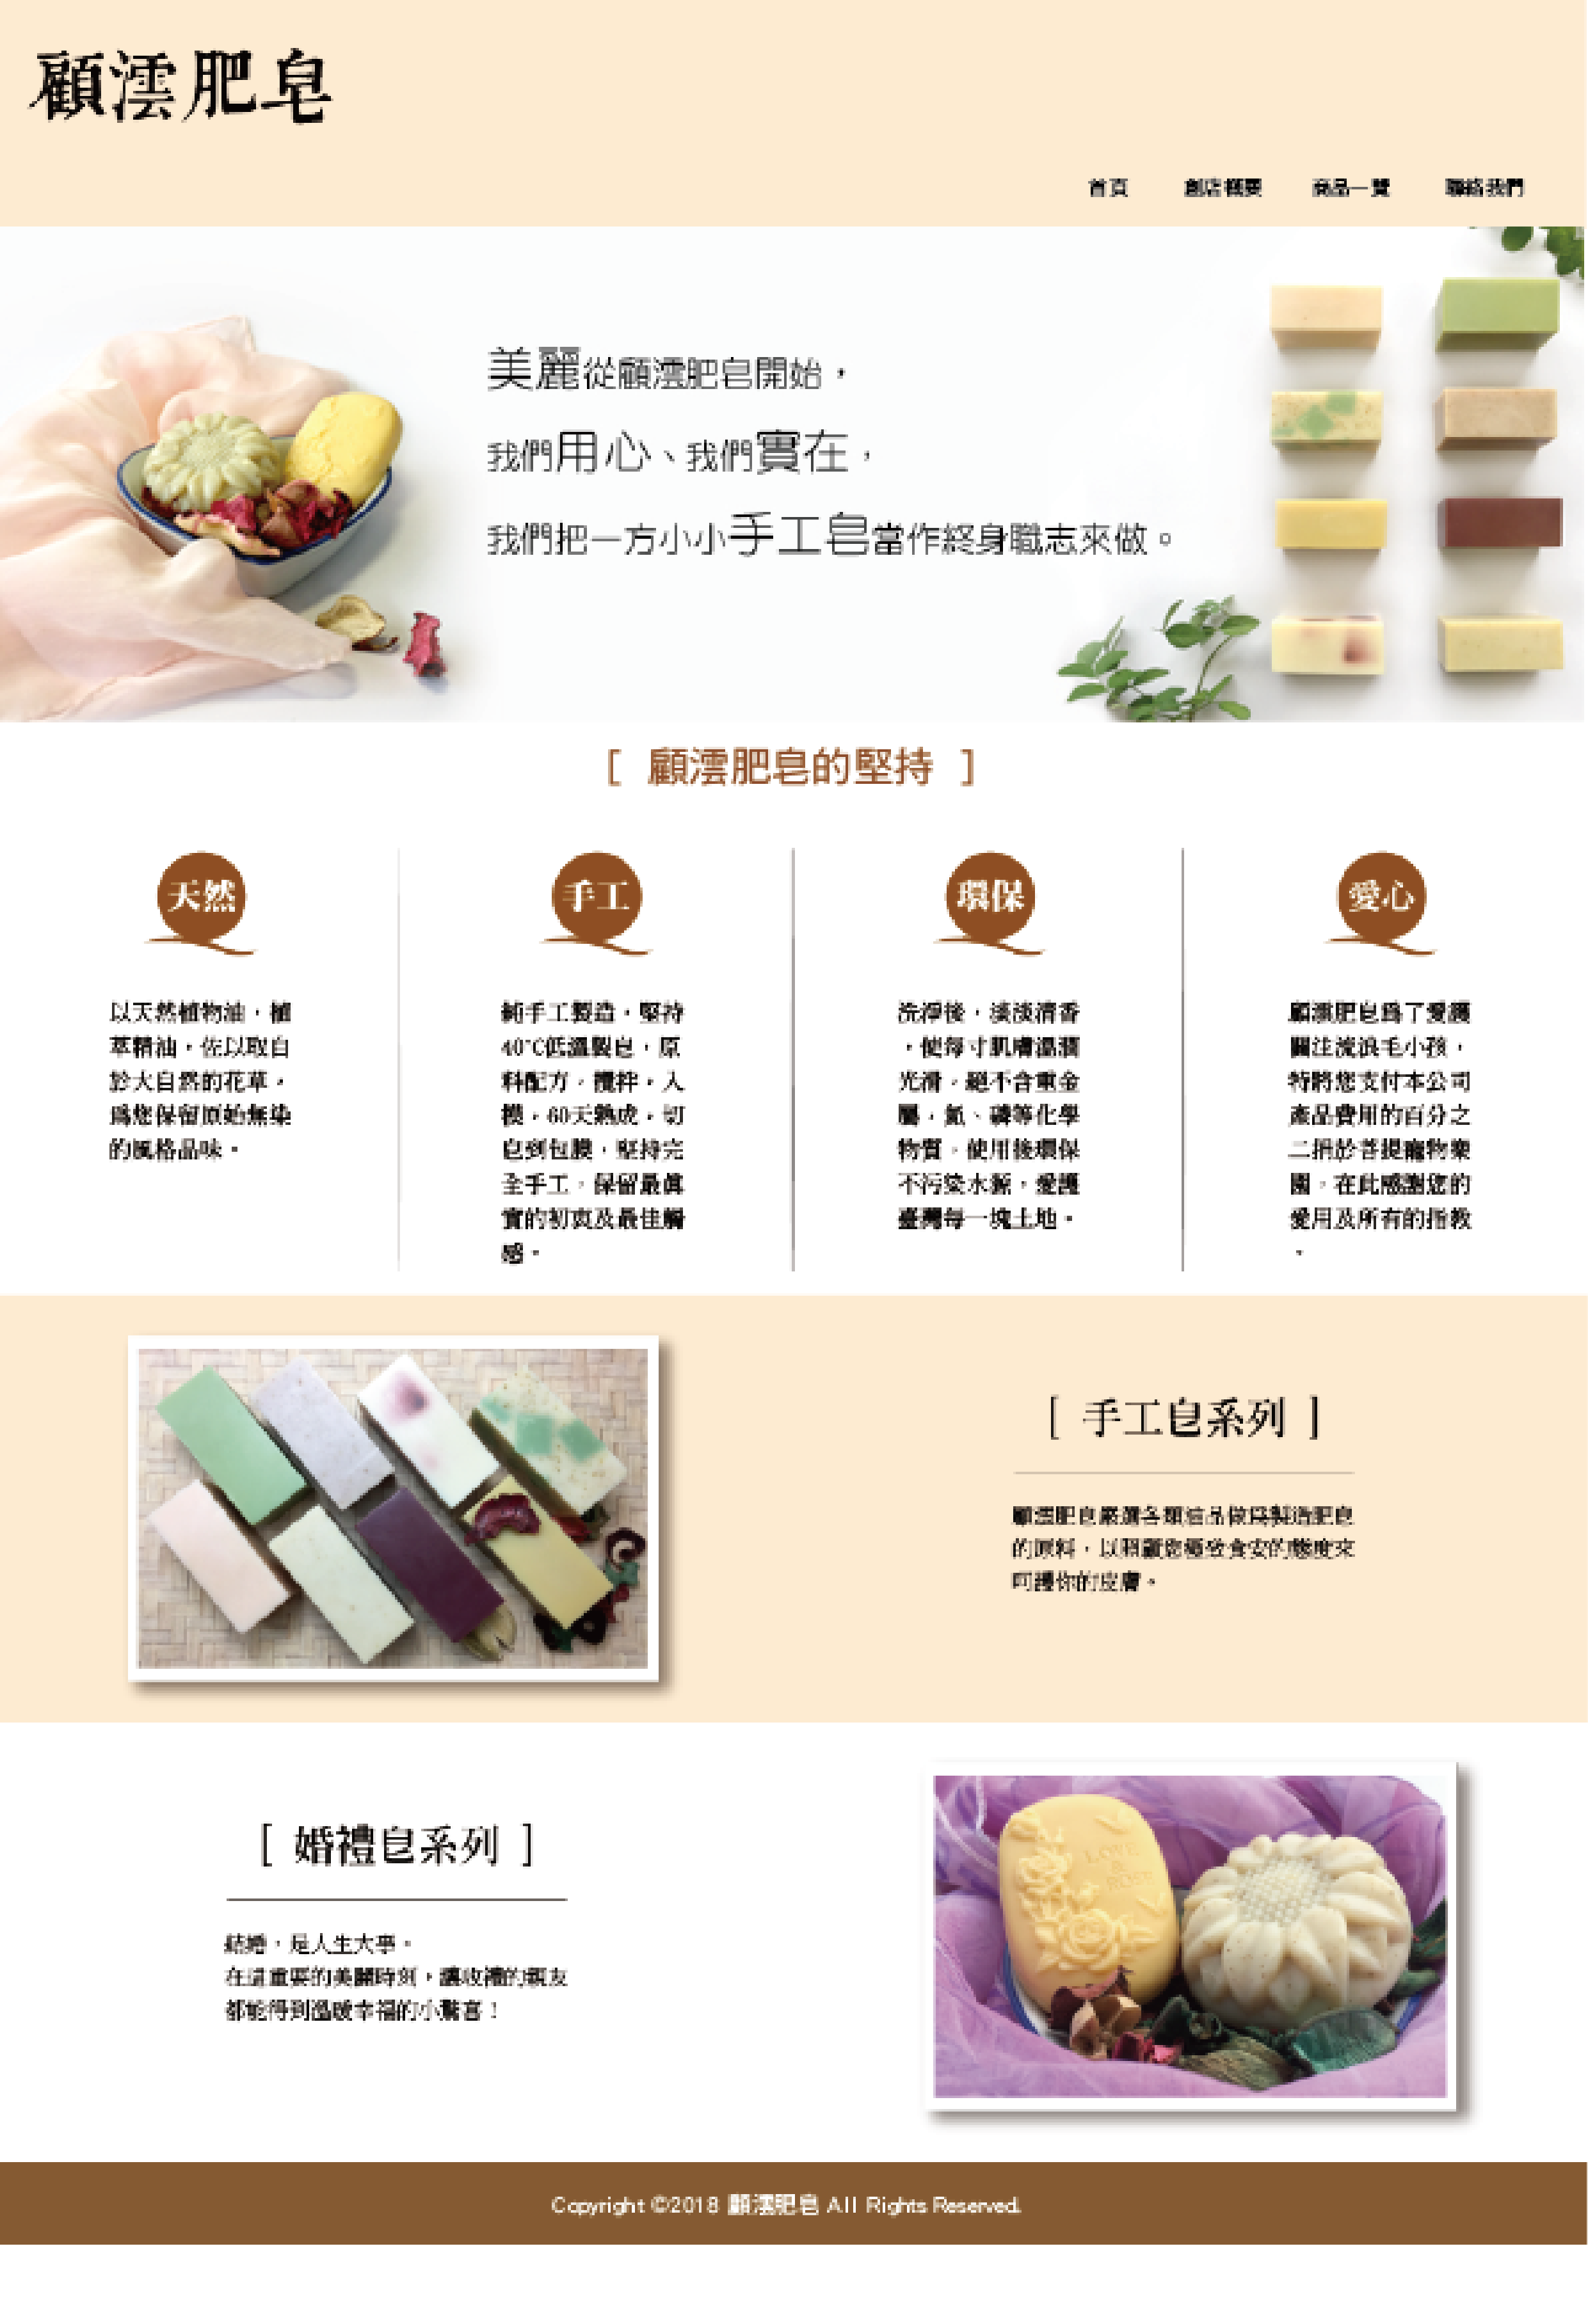 顧澐肥皂
首頁 創店概要 商品一覽 聯絡我們
美麗從顧澐肥皂開始，
我們用心、我們實在，
我們把一方小小手工皂當作終身職志來做。
[ 顧澐肥皂的堅持 ]
天然
以天然植物油，植
萃精油，佐以取自
於大自然的花草，
為您保留原始無染
的風格品味。
手工
純手工製造，堅持
40°C低溫製皂，原
料配方，攪拌，入
模，60天熟成，切
皂到包膜，堅持完
全手工，保留最真
實的初衷及最佳觸
感。
環保
洗淨後，淡淡清香
，使每寸肌膚溫潤
光滑，絕不含重金
屬，氮、磷等化學
物質，使用後環保
不污染水源，愛護
臺灣每一塊土地。
愛心
顧澐肥皂為了愛護
關注流浪毛小孩，
特將您支付本公司
產品費用的百分之
二捐於菩提寵物樂
園，在此感謝您的
愛用及所有的指教
。
[ 手工皂系列 ]
顧澐肥皂嚴選各類油品做為製造肥皂
的原料，以照顧您極致食安的態度來
呵護你的皮膚。
[ 婚禮皂系列 ]
結婚，是人生大事。
在這重要的美麗時刻，讓收禮的親友
都能得到溫暖幸福的小驚喜！
LOVE
ROSE
Copyright ©2018 顧澐肥皂 All Rights Reserved.